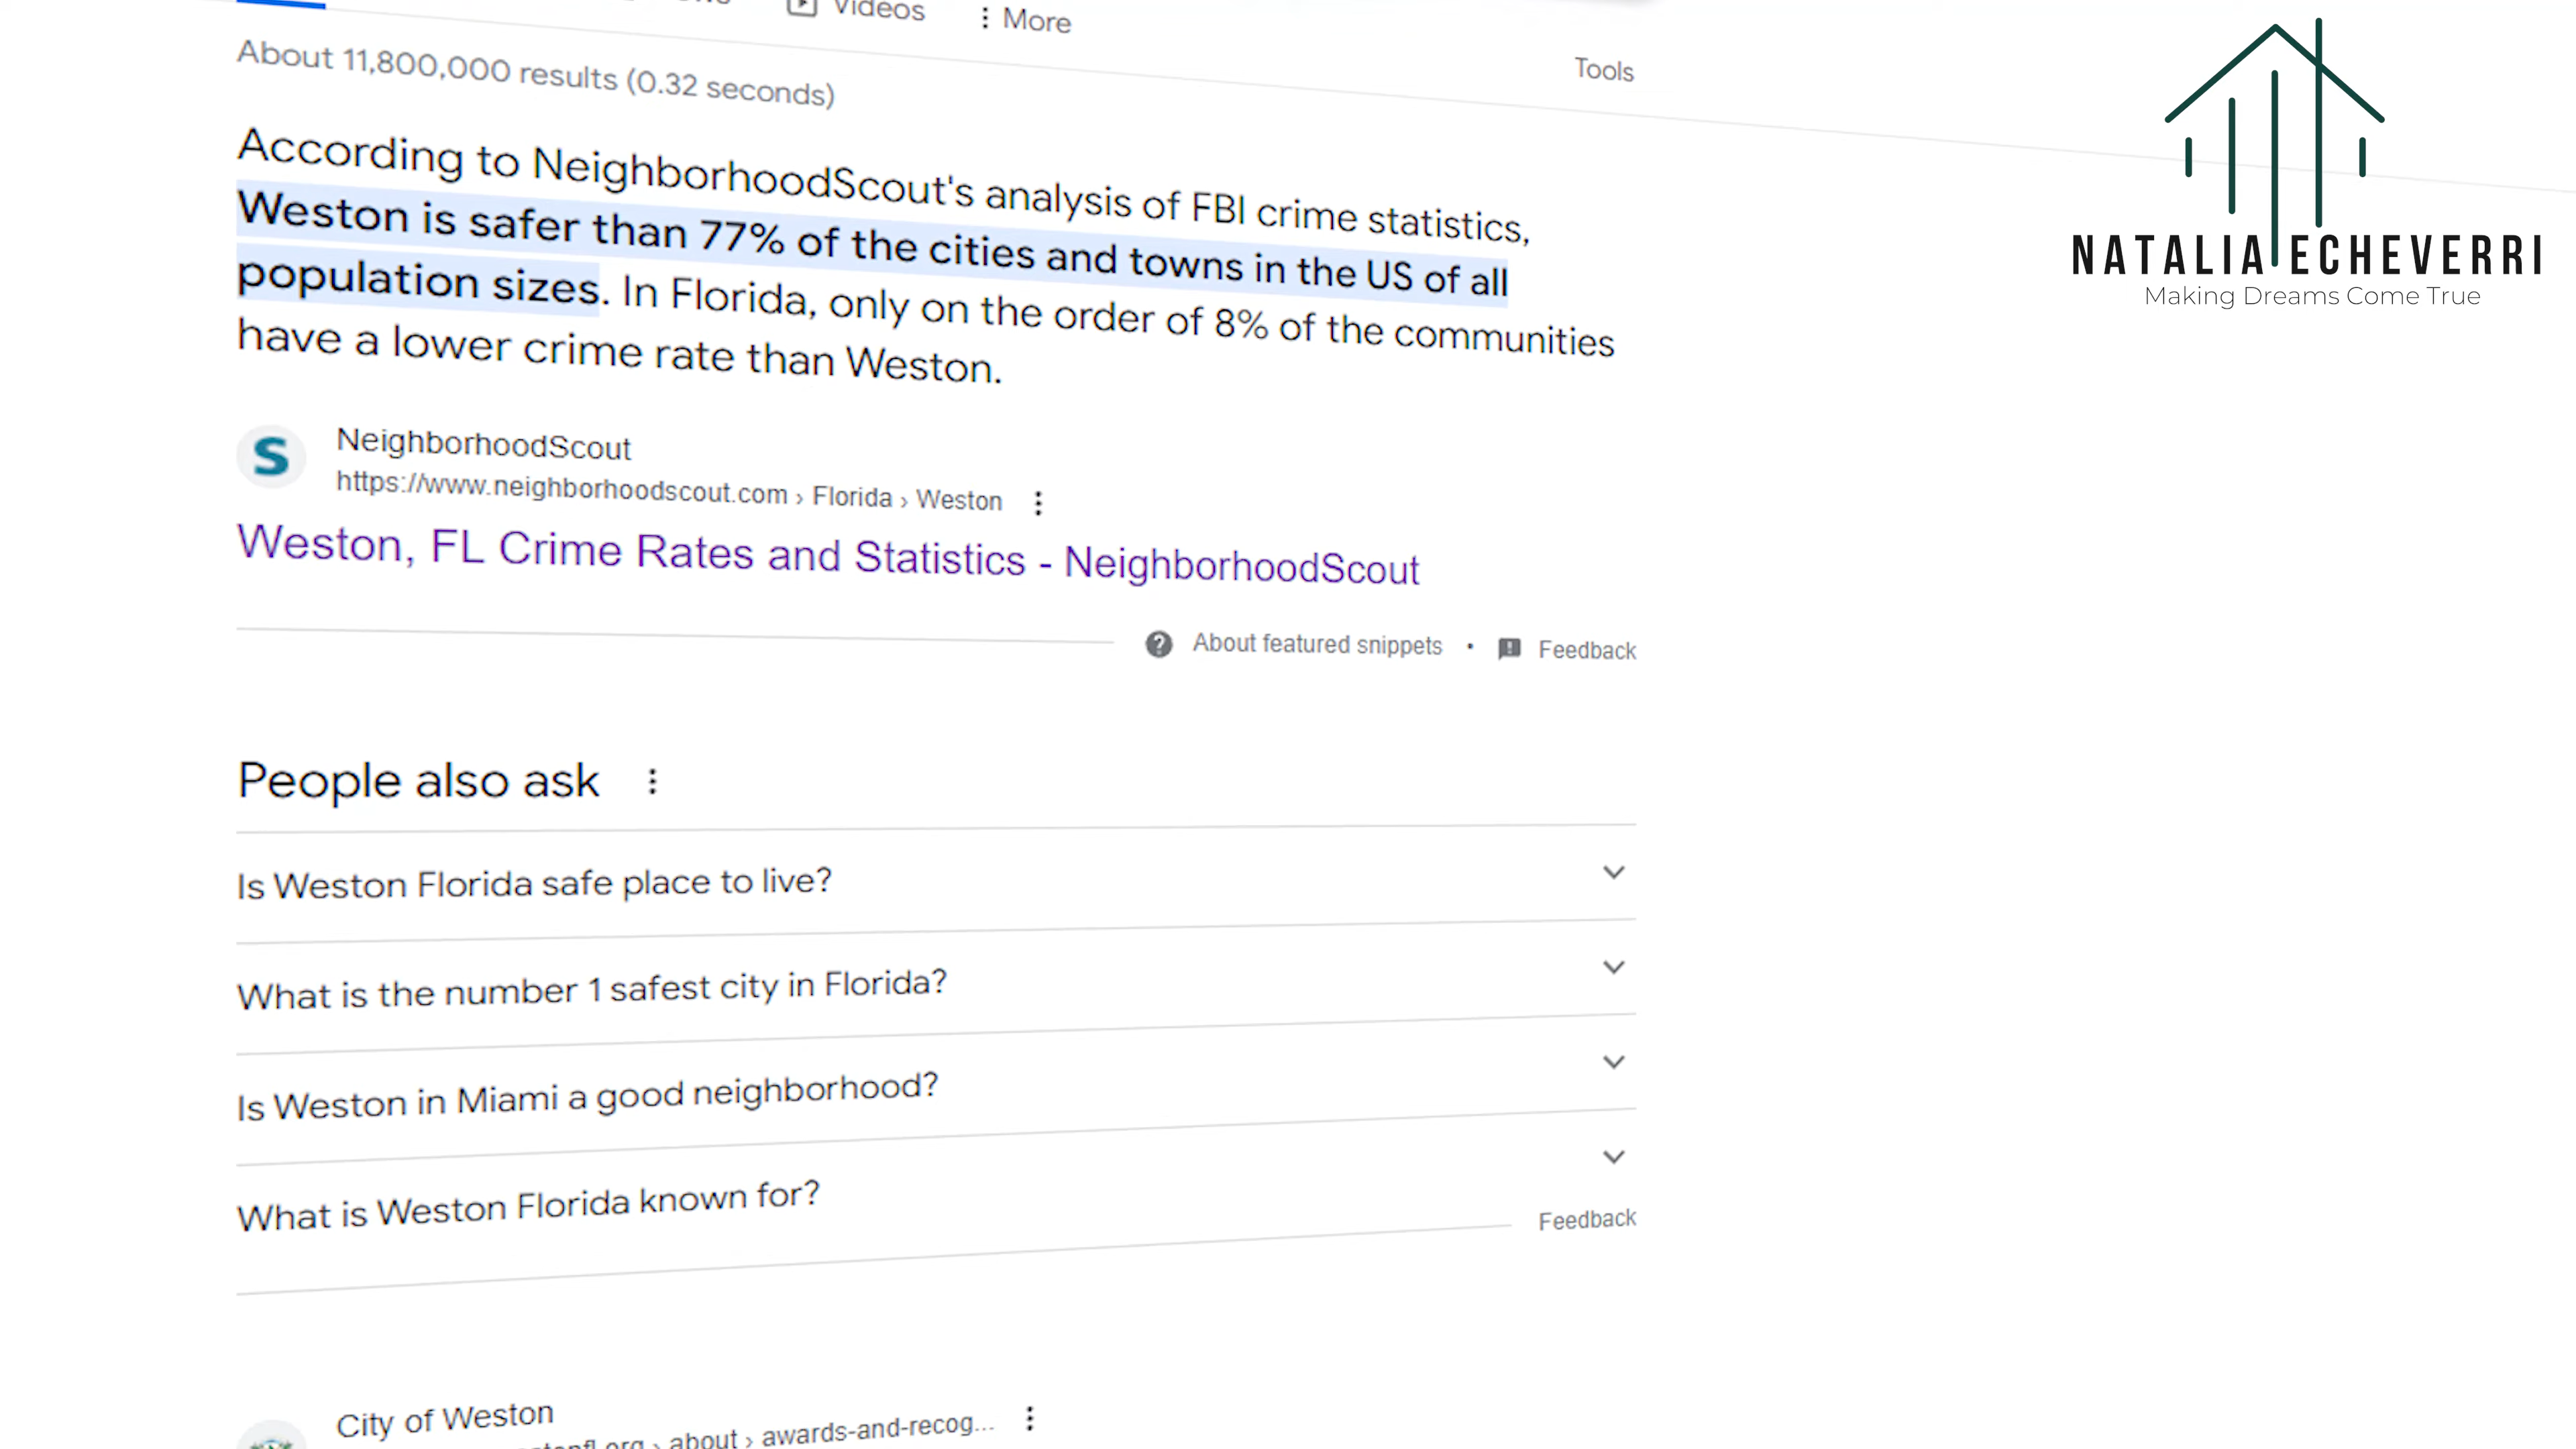 Videos
More
Tools
About 11,800,000 results (0.32 seconds)
According to NeighborhoodScout's analysis of FBI crime statistics,
Weston is safer than 77% of the cities and towns in the US of all
population sizes. In Florida, only on the order of 8% of the communities
have a lower crime rate than Weston.
NeighborhoodScout
https://www.neighborhoodscout.com › Florida › Weston
Weston, FL Crime Rates and Statistics - NeighborhoodScout
About featured snippets • Feedback
People also ask
Is Weston Florida safe place to live?
What is the number 1 safest city in Florida?
Is Weston in Miami a good neighborhood?
What is Weston Florida known for?
Feedback
City of Weston
› about › awards-and-recog...
NATALIA ECHEVERRI
Making Dreams Come True